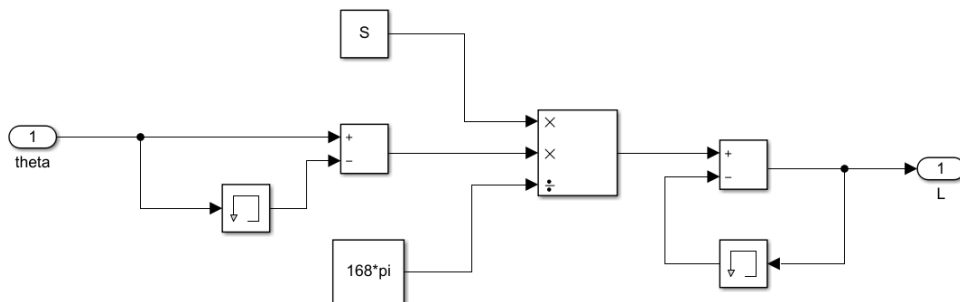 S
1
theta
+
−
×
×
÷
+
−
1
L
168*pi